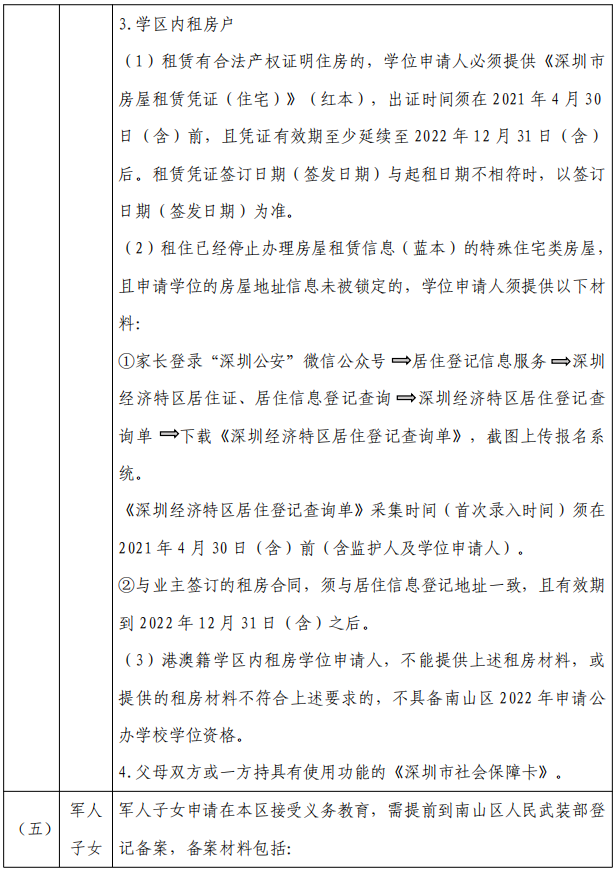 3.学区内租房户
（1）租赁有合法产权证明住房的，学位申请人必须提供《深圳市
房屋租赁凭证（住宅）》（红本），出证时间须在 2021 年 4 月 30
日（含）前，且凭证有效期至少延续至 2022 年 12 月 31 日（含）
后。租赁凭证签订日期（签发日期）与起租日期不相符时，以签订
日期（签发日期）为准。
（2）租住已经停止办理房屋租赁信息（蓝本）的特殊住宅类房屋，
且申请学位的房屋地址信息未被锁定的，学位申请人须提供以下材
料：
①家长登录“深圳公安”微信公众号⇨居住登记信息服务⇨深圳
经济特区居住证、居住信息登记查询⇨深圳经济特区居住登记查
询单⇨下载《深圳经济特区居住登记查询单》，截图上传报名系
统。
《深圳经济特区居住登记查询单》采集时间（首次录入时间）须在
2021 年 4 月 30 日（含）前（含监护人及学位申请人）。
②与业主签订的租房合同，须与居住信息登记地址一致，且有效期
到 2022 年 12 月 31 日（含）之后。
（3）港澳籍学区内租房学位申请人，不能提供上述租房材料，或
提供的租房材料不符合上述要求的，不具备南山区 2022 年申请公
办学校学位资格。
4.父母双方或一方持具有使用功能的《深圳市社会保障卡》。
（五）
军人
子女
军人子女申请在本区接受义务教育，需提前到南山区人民武装部登
记备案，备案材料包括：